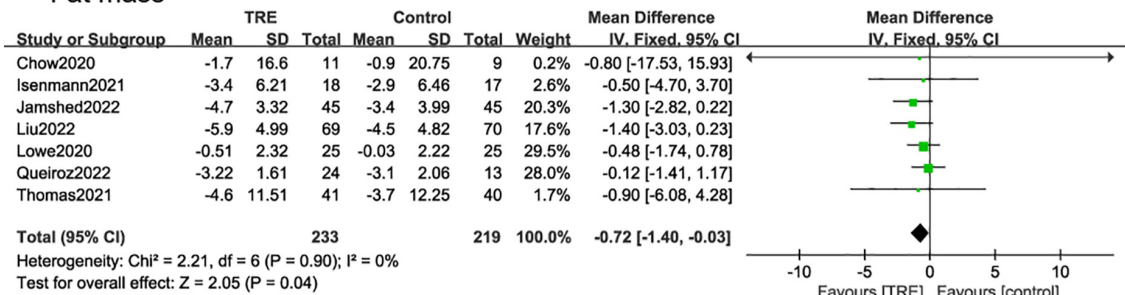 Fat mass
TRE Control Mean Difference Mean Difference
Study or Subgroup Mean SD Total Mean SD Total Weight IV, Fixed, 95% CI IV, Fixed, 95% CI
Chow2020 -1.7 16.6 11 -0.9 20.75 9 0.2% -0.80 [-17.53, 15.93]
Isenmann2021 -3.4 6.21 18 -2.9 6.46 17 2.6% -0.50 [-4.70, 3.70]
Jamshed2022 -4.7 3.32 45 -3.4 3.99 45 20.3% -1.30 [-2.82, 0.22]
Liu2022 -5.9 4.99 69 -4.5 4.82 70 17.6% -1.40 [-3.03, 0.23]
Lowe2020 -0.51 2.32 25 -0.03 2.22 25 29.5% -0.48 [-1.74, 0.78]
Queiroz2022 -3.22 1.61 24 -3.1 2.06 13 28.0% -0.12 [-1.41, 1.17]
Thomas2021 -4.6 11.51 41 -3.7 12.25 40 1.7% -0.90 [-6.08, 4.28]
Total (95% CI) 233 219 100.0% -0.72 [-1.40, -0.03]
Heterogeneity: Chi² = 2.21, df = 6 (P = 0.90); I² = 0%
Test for overall effect: Z = 2.05 (P = 0.04)
-10 -5 0 5 10
Favours [TRE] Favours [control]